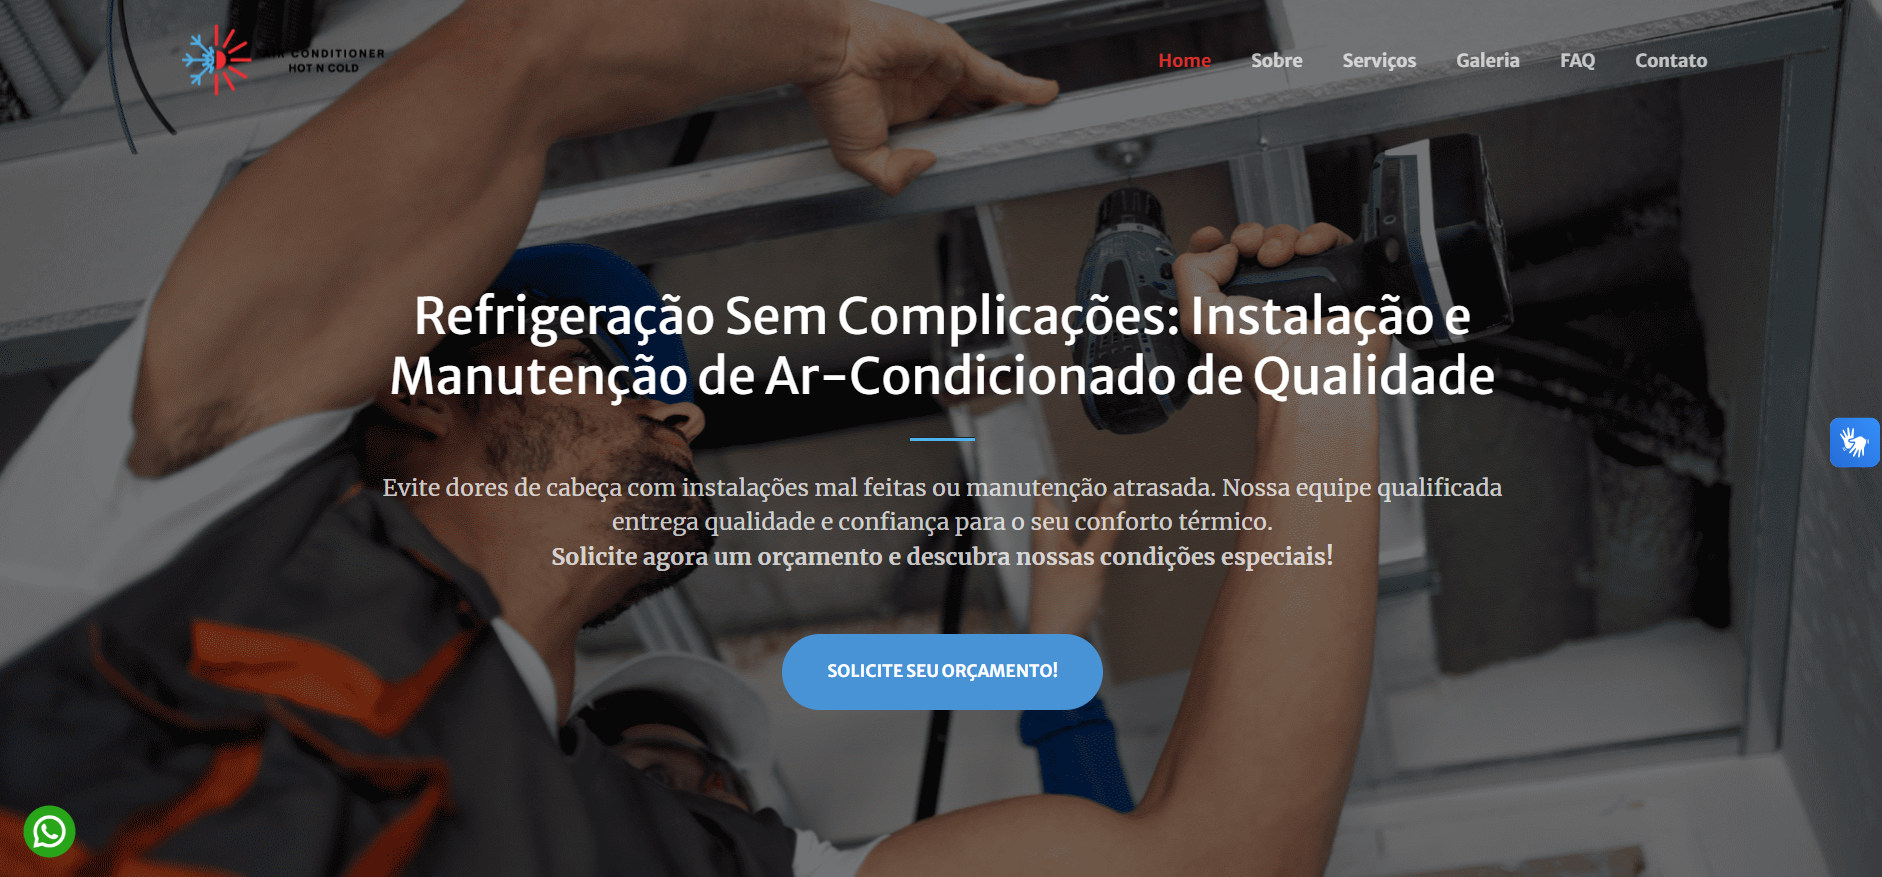 AIR CONDITIONER
HOT N COLD
Home
Sobre
Serviços
Galeria
FAQ
Contato
Refrigeração Sem Complicações: Instalação e
Manutenção de Ar-Condicionado de Qualidade
Evite dores de cabeça com instalações mal feitas ou manutenção atrasada. Nossa equipe qualificada
entrega qualidade e confiança para o seu conforto térmico.
Solicite agora um orçamento e descubra nossas condições especiais!
SOLICITE SEU ORÇAMENTO!